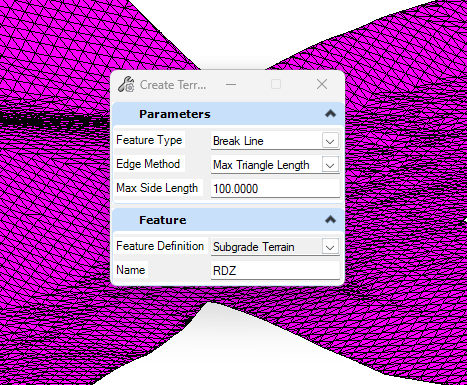 Create Terr...
Parameters
Feature Type Break Line
Edge Method Max Triangle Length
Max Side Length 100.0000
Feature
Feature Definition Subgrade Terrain
Name RDZ